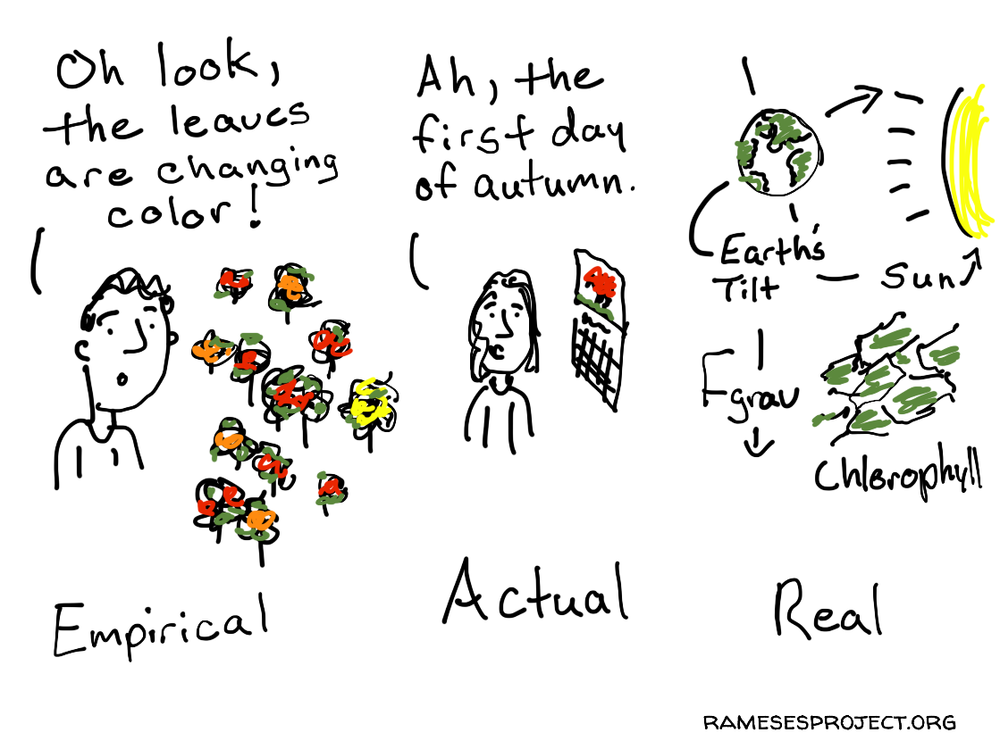 Oh look,
the leaves
are changing
color!
Ah, the
first day
of autumn.
Earth's
Tilt
Sun
Fgrav
Chlorophyll
Empirical
Actual
Real
RAMESESPROJECT.ORG